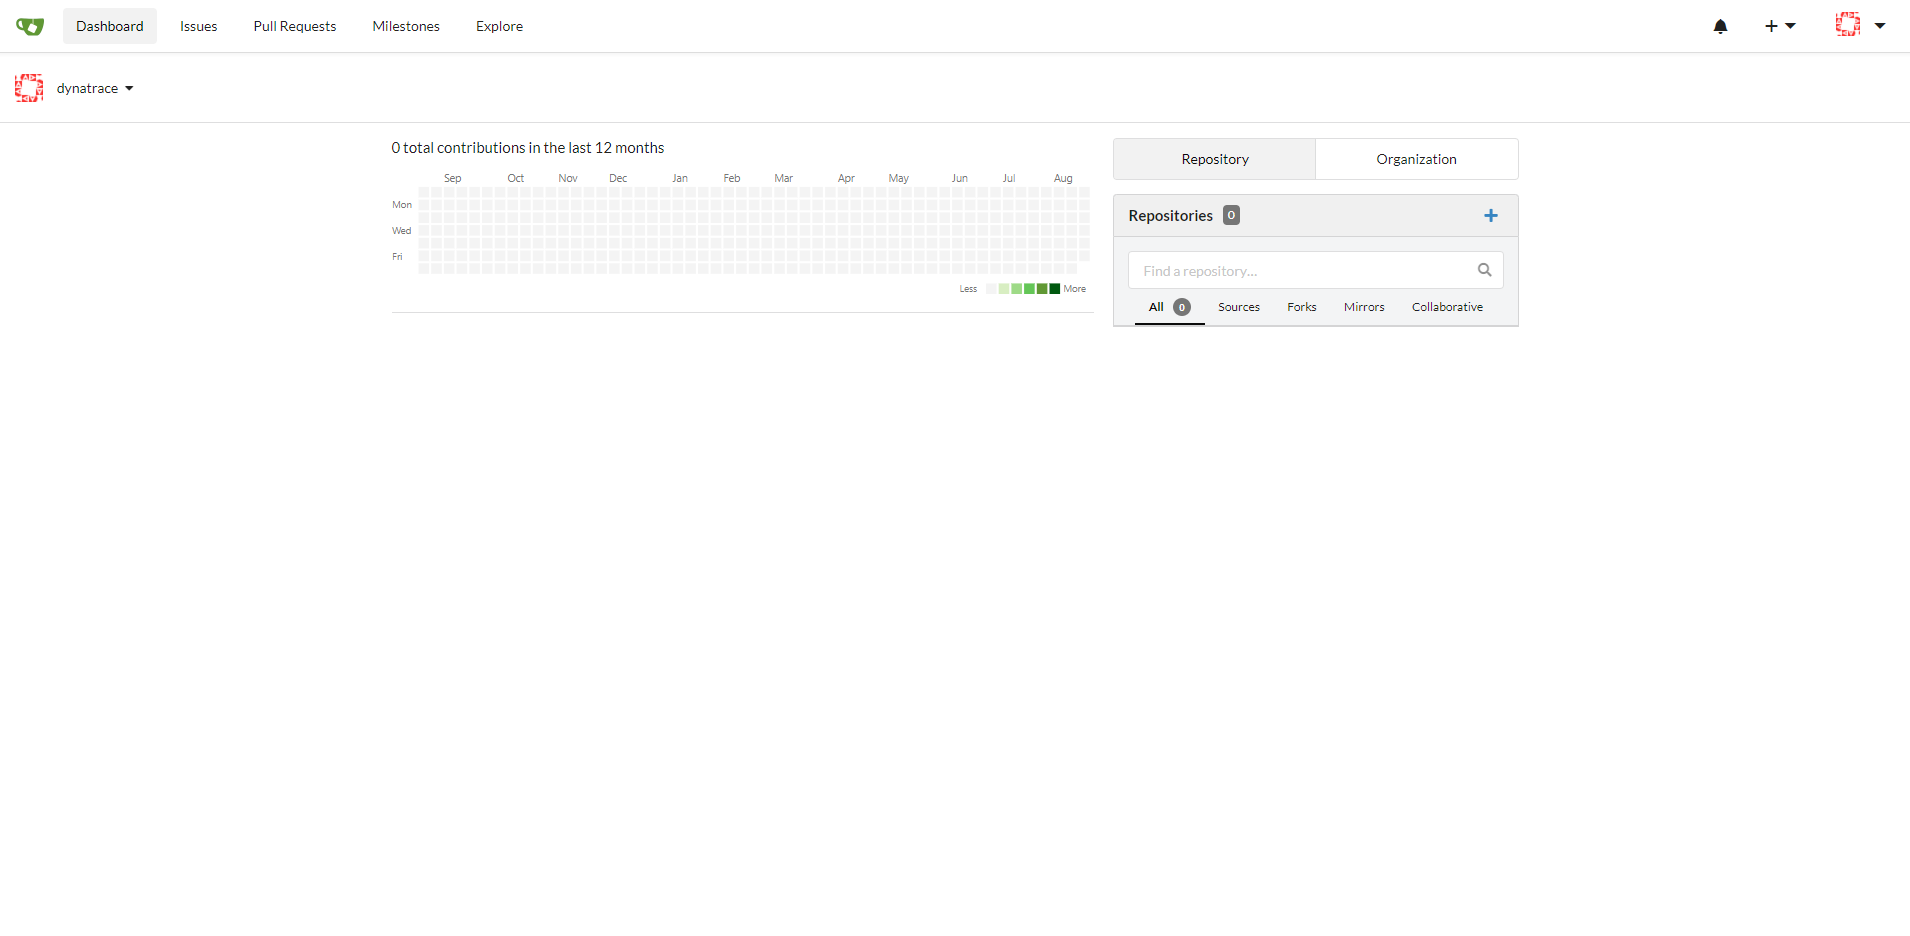 Dashboard Issues Pull Requests Milestones Explore
dynatrace
0 total contributions in the last 12 months
Sep Oct Nov Dec Jan Feb Mar Apr May Jun Jul Aug
Mon
Wed
Fri
Less More
Repository Organization
Repositories 0
Find a repository...
All 0 Sources Forks Mirrors Collaborative